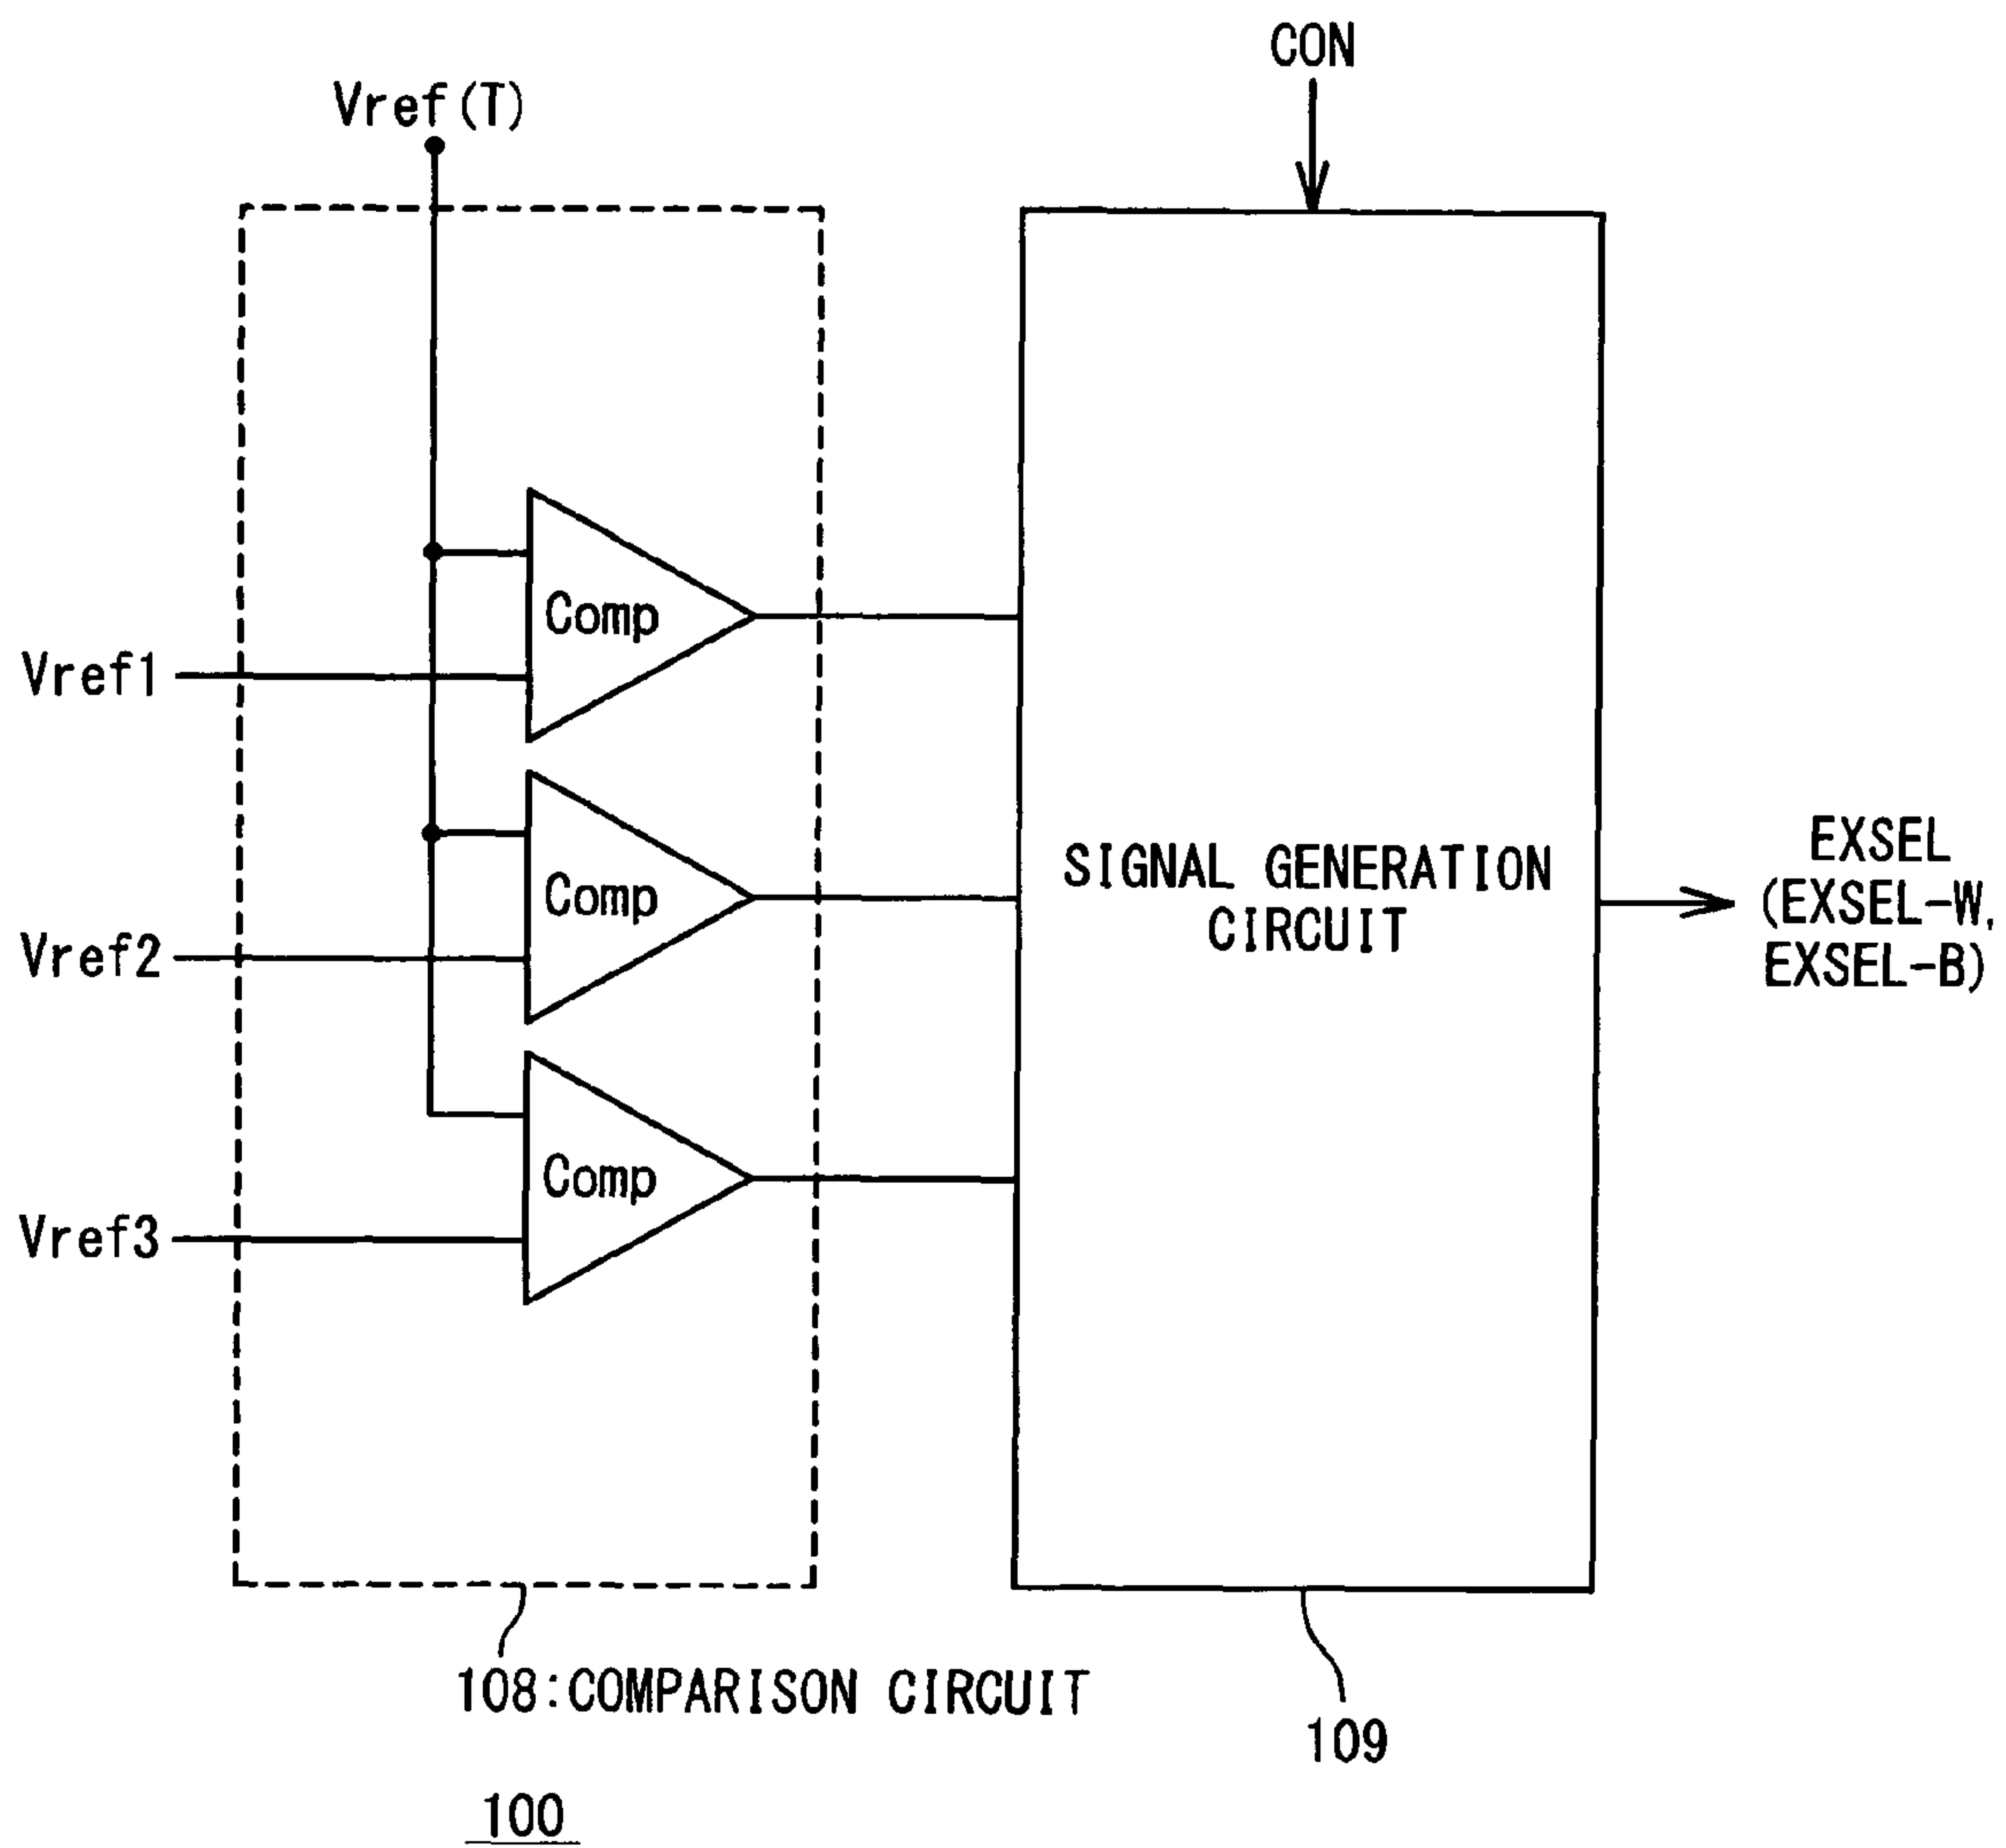 CON
Vref(T)
Comp
Vref1
Comp
Vref2
Comp
Vref3
SIGNAL GENERATION
CIRCUIT
EXSEL
(EXSEL-W,
EXSEL-B)
108:COMPARISON CIRCUIT
109
100